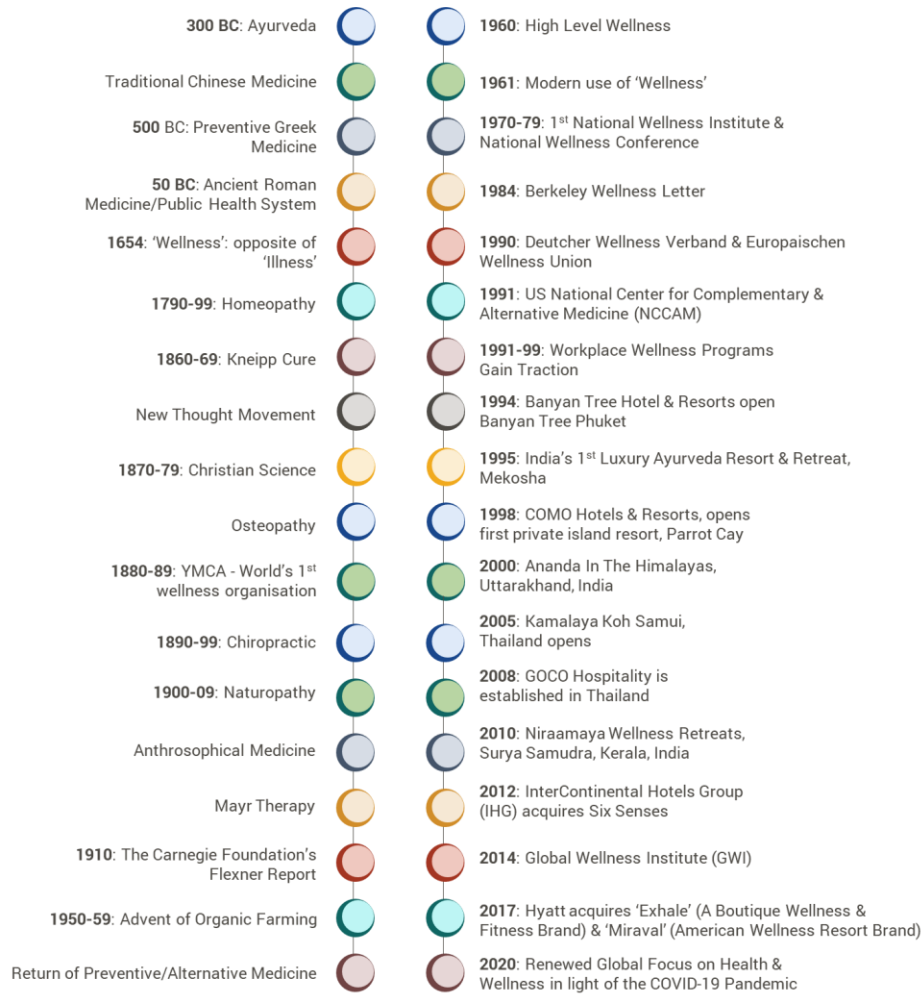 300 BC: Ayurveda
Traditional Chinese Medicine
500 BC: Preventive Greek
Medicine
50 BC: Ancient Roman
Medicine/Public Health System
1654: ‘Wellness’: opposite of
‘Illness’
1790-99: Homeopathy
1860-69: Kneipp Cure
New Thought Movement
1870-79: Christian Science
Osteopathy
1880-89: YMCA - World’s 1st
wellness organisation
1890-99: Chiropractic
1900-09: Naturopathy
Anthrosophical Medicine
Mayr Therapy
1910: The Carnegie Foundation’s
Flexner Report
1950-59: Advent of Organic Farming
Return of Preventive/Alternative Medicine
1960: High Level Wellness
1961: Modern use of ‘Wellness’
1970-79: 1st National Wellness Institute &
National Wellness Conference
1984: Berkeley Wellness Letter
1990: Deutcher Wellness Verband & Europaischen
Wellness Union
1991: US National Center for Complementary &
Alternative Medicine (NCCAM)
1991-99: Workplace Wellness Programs
Gain Traction
1994: Banyan Tree Hotel & Resorts open
Banyan Tree Phuket
1995: India’s 1st Luxury Ayurveda Resort & Retreat,
Mekosha
1998: COMO Hotels & Resorts, opens
first private island resort, Parrot Cay
2000: Ananda In The Himalayas,
Uttarakhand, India
2005: Kamalaya Koh Samui,
Thailand opens
2008: GOCO Hospitality is
established in Thailand
2010: Niraamaya Wellness Retreats,
Surya Samudra, Kerala, India
2012: InterContinental Hotels Group
(IHG) acquires Six Senses
2014: Global Wellness Institute (GWI)
2017: Hyatt acquires ‘Exhale’ (A Boutique Wellness &
Fitness Brand) & ‘Miraval’ (American Wellness Resort Brand)
2020: Renewed Global Focus on Health &
Wellness in light of the COVID-19 Pandemic